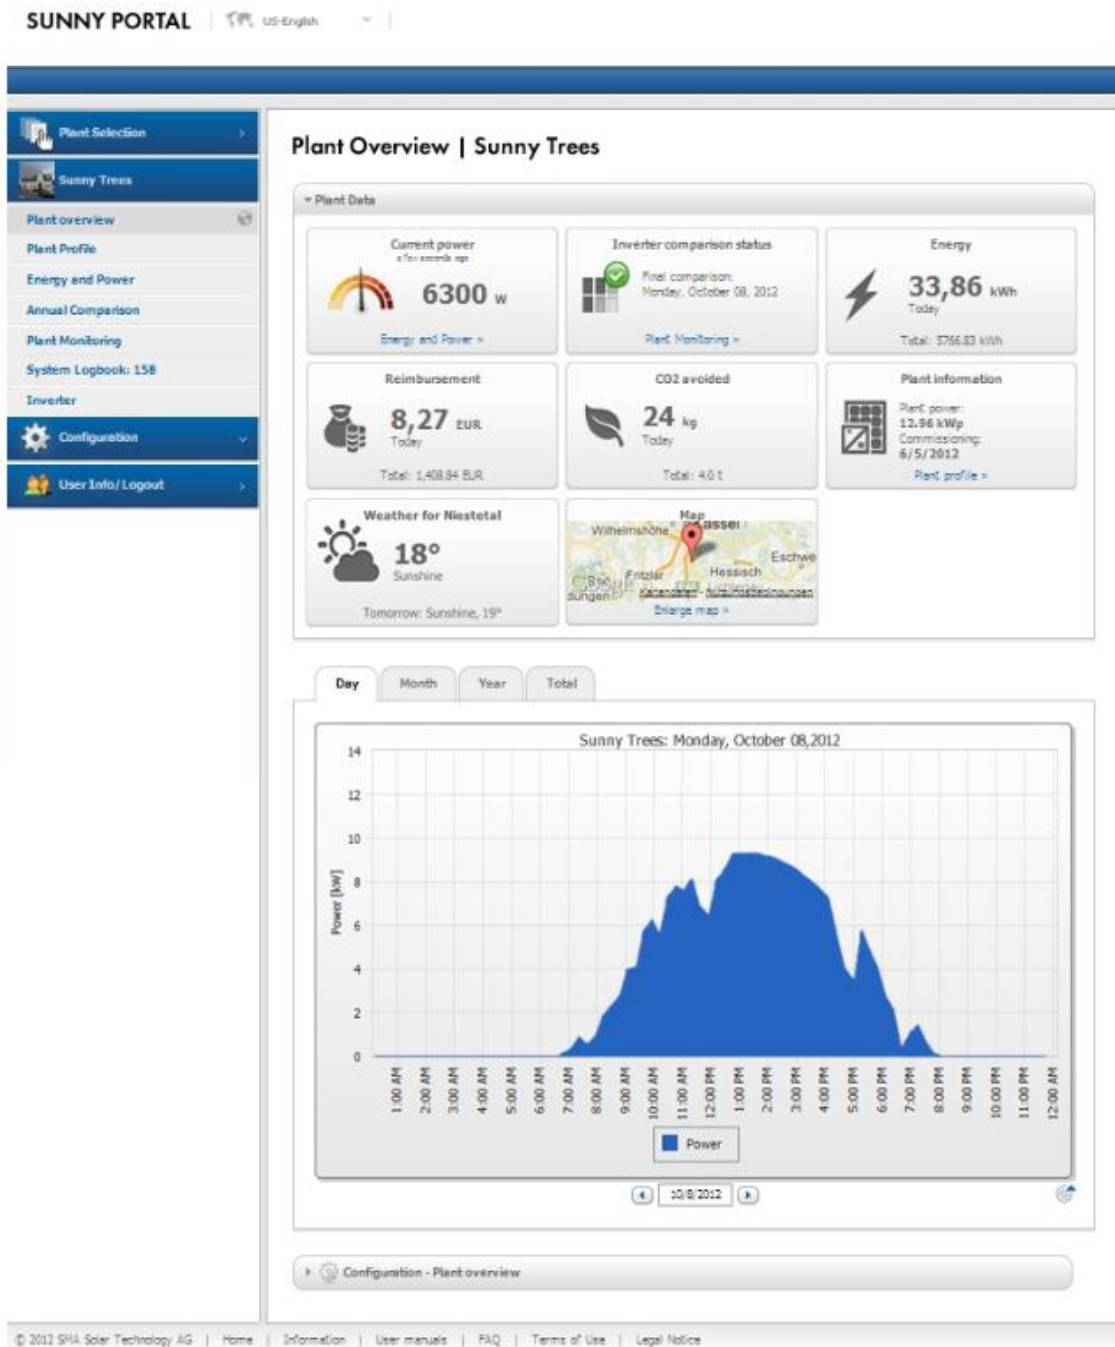 SUNNY PORTAL
US-English
Plant Selection
Sunny Trees
Plant overview
Plant Profile
Energy and Power
Annual Comparison
Plant Monitoring
System Logbook: 158
Inverter
Configuration
User Info/Logout
Plant Overview | Sunny Trees
Plant Data
Current power
a few seconds ago
6300 W
Energy and Power »
Inverter comparison status
Final comparison:
Monday, October 08, 2012
Plant Monitoring »
Energy
33,86 kWh
Today
Total: 5766.83 kWh
Reimbursement
8,27 EUR
Today
Total: 1,408.94 EUR
CO2 avoided
24 kg
Today
Total: 4.0 t
Plant information
Plant power:
12.96 kWp
Commissioning:
6/5/2012
Plant profile »
Weather for Niestetal
18°
Sunshine
Tomorrow: Sunshine, 19°
Map
Wilhelmshöhe
Kassel
Eschwe
Fritzlar
Hessisch
Kartendaten - Nutzungsbedingungen
Enlarge map »
Day Month Year Total
Sunny Trees: Monday, October 08,2012
Power [kW]
14
12
10
8
6
4
2
0
1:00 AM
2:00 AM
3:00 AM
4:00 AM
5:00 AM
6:00 AM
7:00 AM
8:00 AM
9:00 AM
10:00 AM
11:00 AM
12:00 PM
1:00 PM
2:00 PM
3:00 PM
4:00 PM
5:00 PM
6:00 PM
7:00 PM
8:00 PM
9:00 PM
10:00 PM
11:00 PM
12:00 AM
Power
10/8/2012
Configuration - Plant overview
© 2012 SMA Solar Technology AG | Home | Information | User manuals | FAQ | Terms of Use | Legal Notice